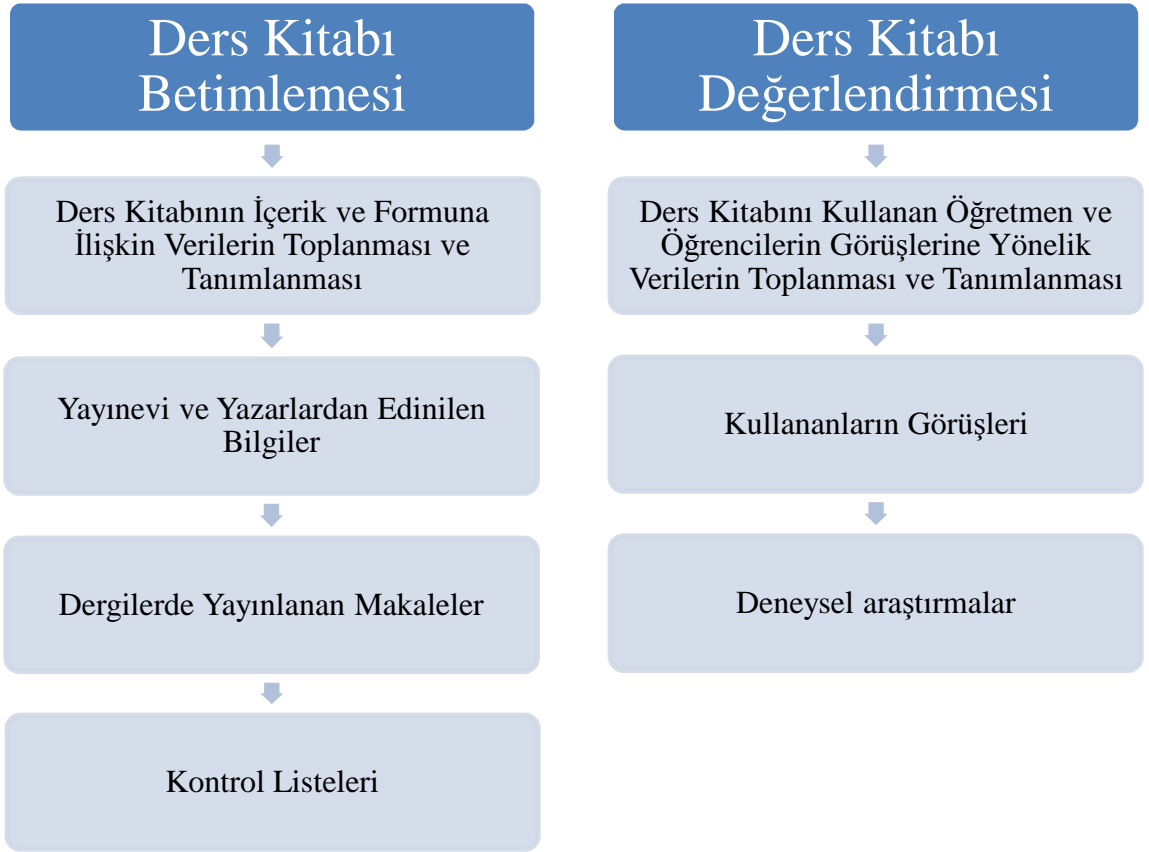 Ders Kitabı
Betimlemesi
Ders Kitabının İçerik ve Formuna
İlişkin Verilerin Toplanması ve
Tanımlanması
Yayınevi ve Yazarlardan Edinilen
Bilgiler
Dergilerde Yayınlanan Makaleler
Kontrol Listeleri
Ders Kitabı
Değerlendirmesi
Ders Kitabını Kullanan Öğretmen ve
Öğrencilerin Görüşlerine Yönelik
Verilerin Toplanması ve Tanımlanması
Kullananların Görüşleri
Deneysel araştırmalar